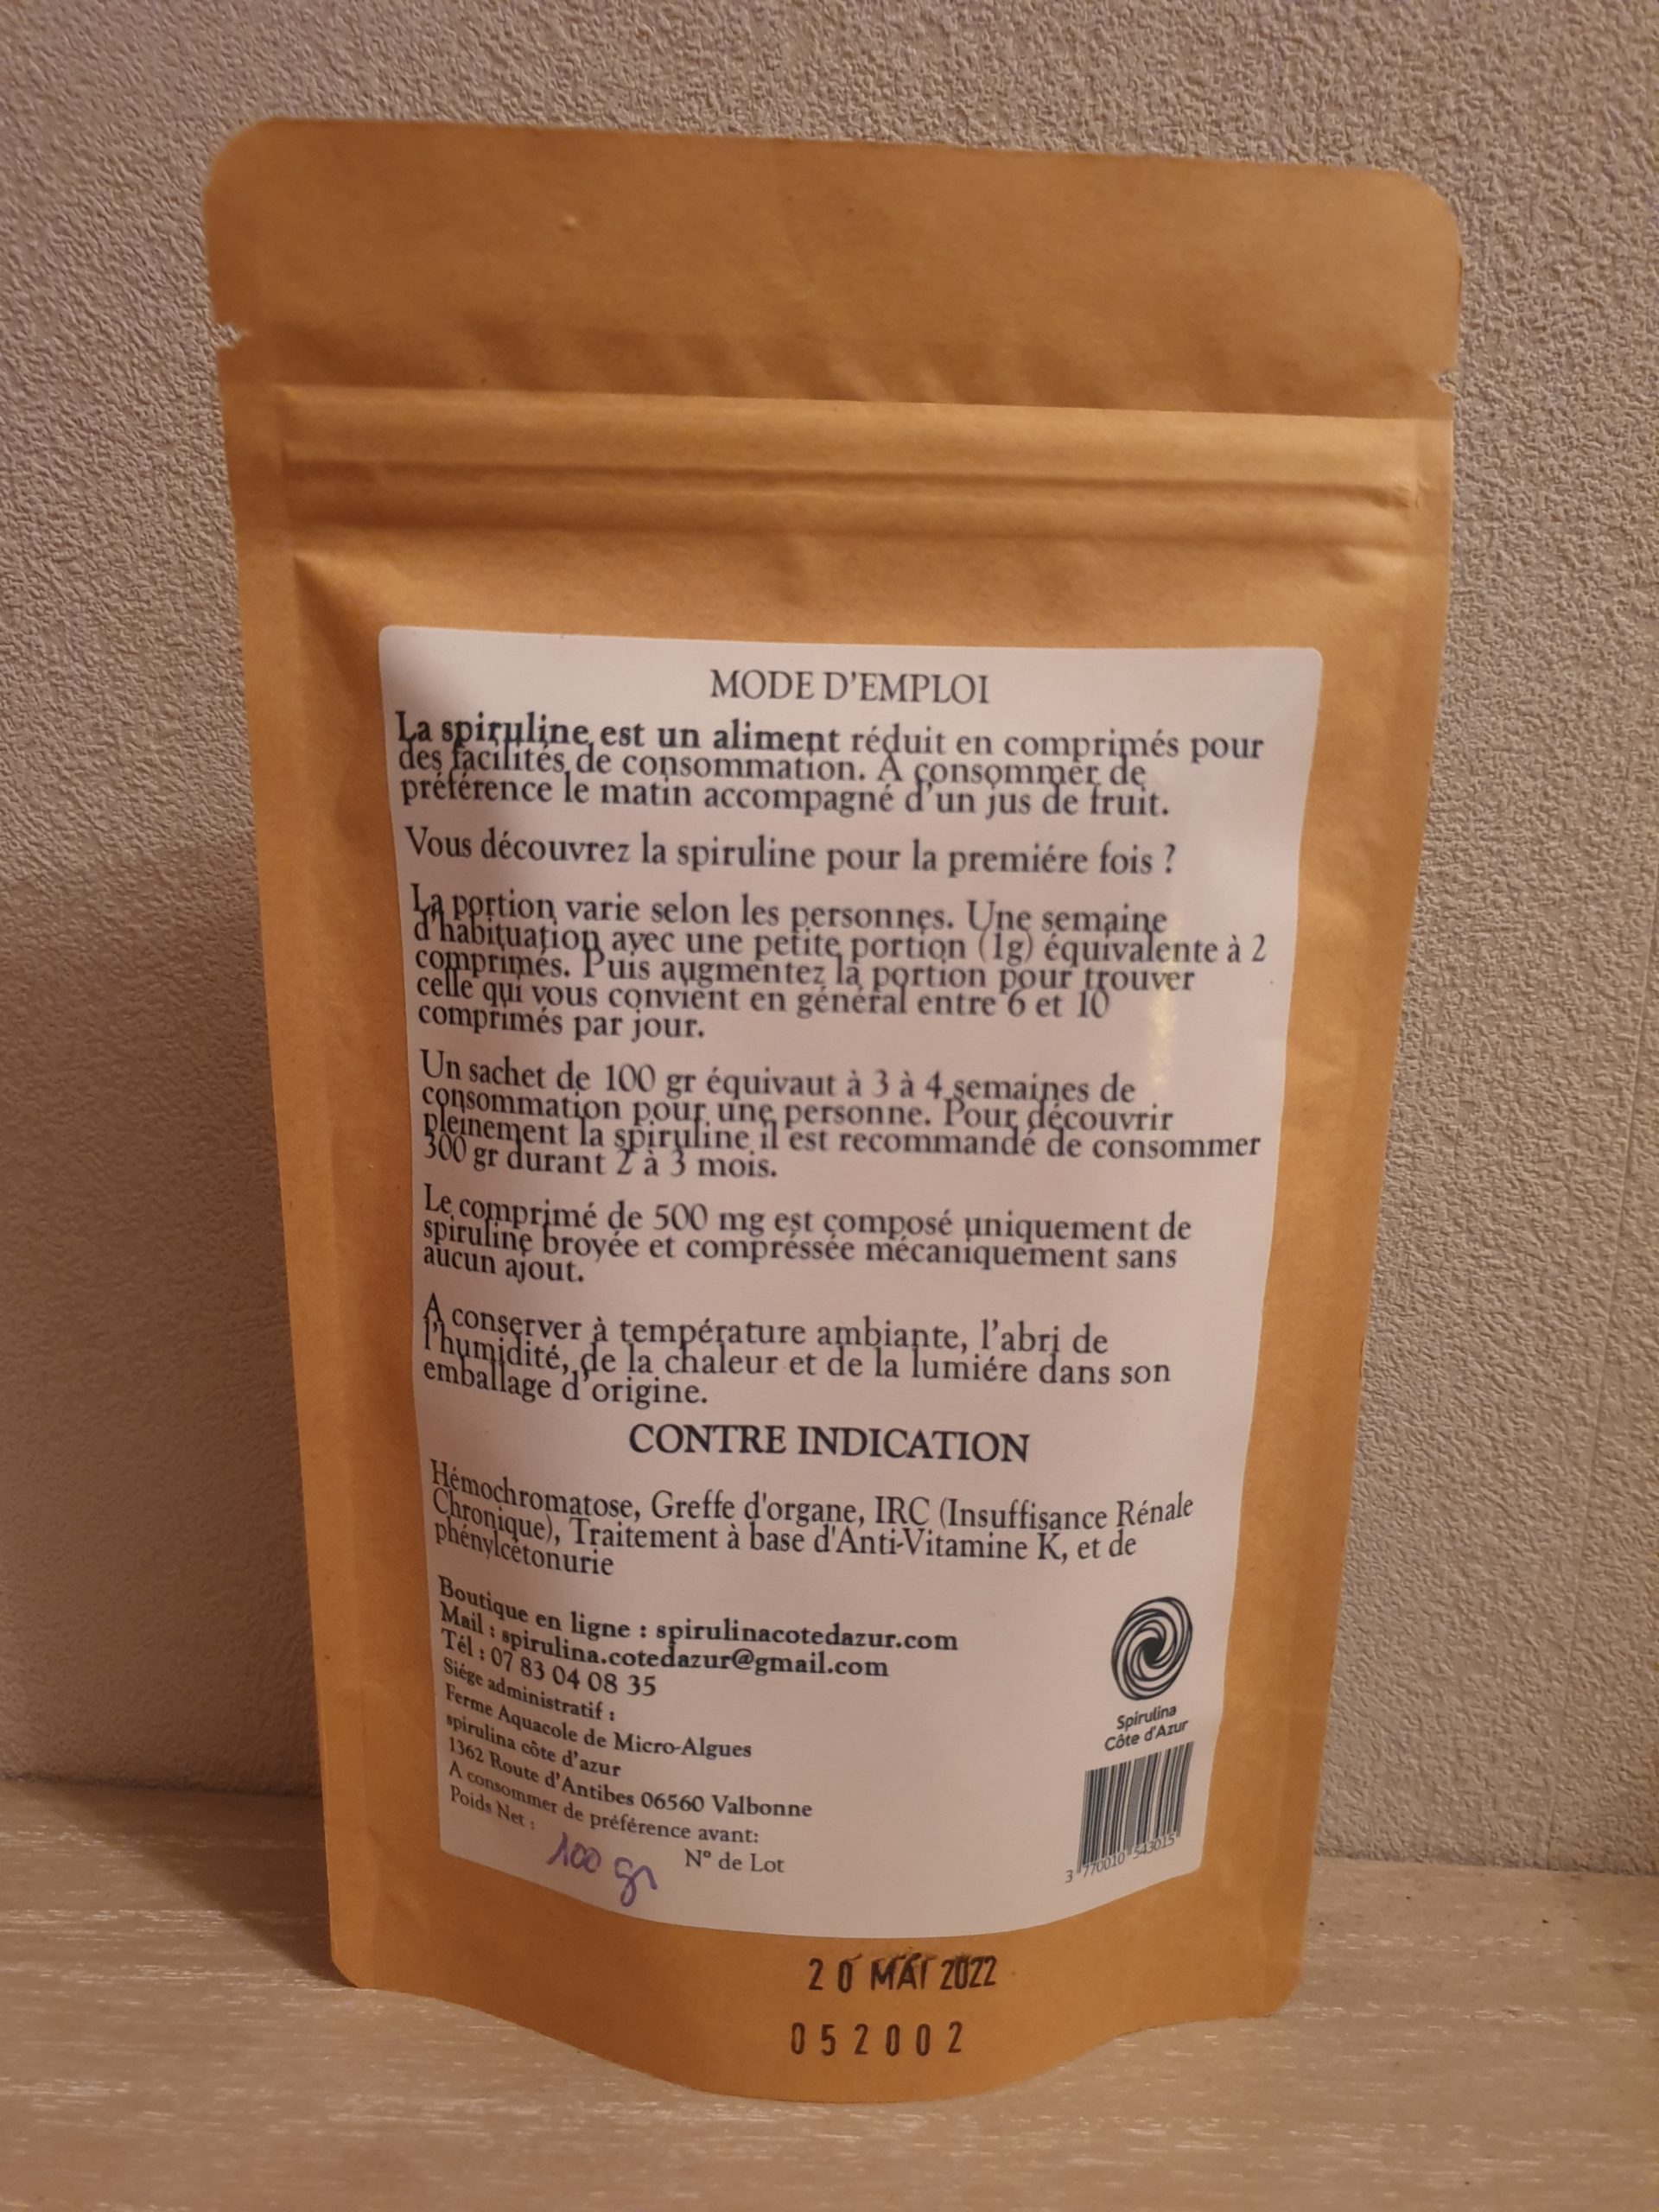 MODE D'EMPLOI
La spiruline est un aliment réduit en comprimés pour
des facilités de consommation. A consommer de
préférence le matin accompagné d'un jus de fruit.
Vous découvrez la spiruline pour la premiére fois ?
La portion varie selon les personnes. Une semaine
d'habituation avec une petite portion (1g) équivalente à 2
comprimés. Puis augmentez la portion pour trouver
celle qui vous convient en général entre 6 et 10
comprimés par jour.
Un sachet de 100 gr équivaut à 3 à 4 semaines de
consommation pour une personne. Pour découvrir
pleinement la spiruline il est recommandé de consommer
300 gr durant 2 à 3 mois.
Le comprimé de 500 mg est composé uniquement de
spiruline broyée et compréssée mécaniquement sans
aucun ajout.
A conserver à température ambiante, l'abri de
l'humidité, de la chaleur et de la lumiére dans son
emballage d'origine.
CONTRE INDICATION
Hémochromatose, Greffe d'organe, IRC (Insuffisance Rénale
Chronique), Traitement à base d'Anti-Vitamine K, et de
phénylcétonurie
Boutique en ligne : spirulinacotedazur.com
Mail : spirulina.cotedazur@gmail.com
Tél : 07 83 04 08 35
Siége administratif :
Ferme Aquacole de Micro-Algues
spirulina côte d'azur
1362 Route d'Antibes 06560 Valbonne
A consommer de préférence avant:
Poids Net :
100 gr
N° de Lot
Spirulina
Côte d'Azur
3 770010 543015
20 MAI 2022
052002